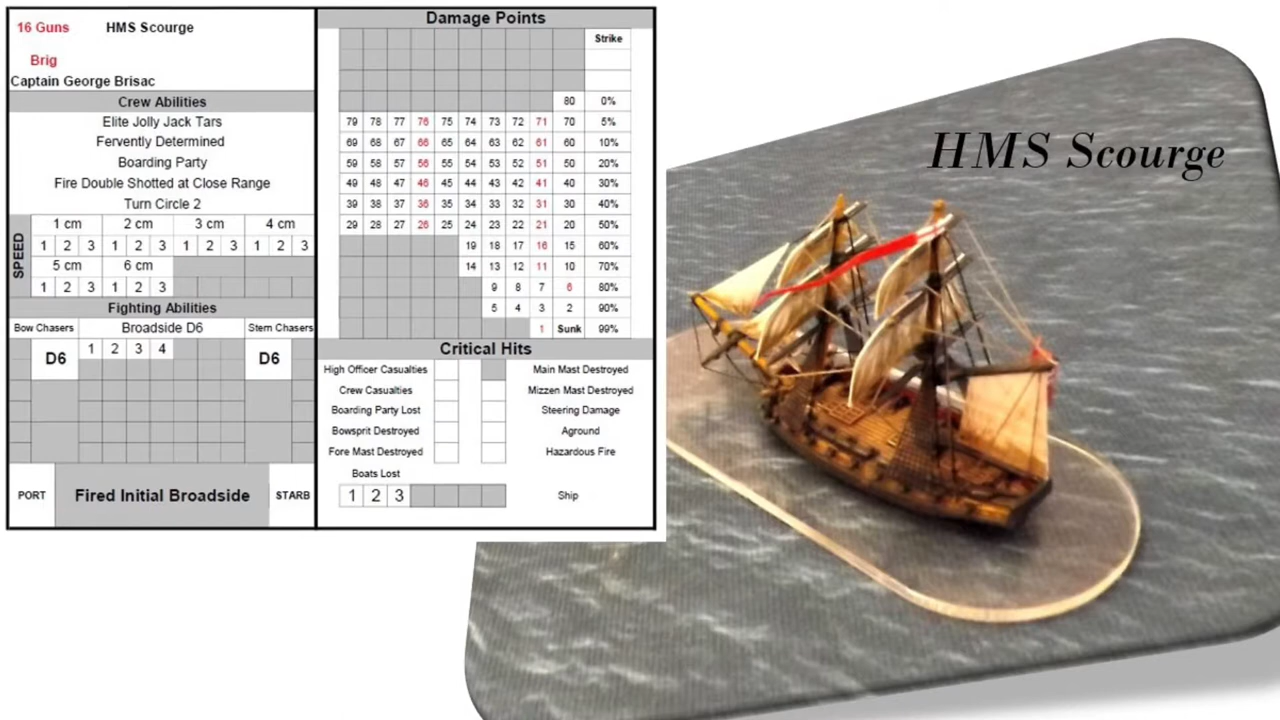 16 Guns HMS Scourge
Brig
Captain George Brisac
Crew Abilities
Elite Jolly Jack Tars
Fervently Determined
Boarding Party
Fire Double Shotted at Close Range
Turn Circle 2
SPEED
1 cm 2 cm 3 cm 4 cm
1 2 3 1 2 3 1 2 3 1 2 3
5 cm 6 cm
1 2 3 1 2 3
Fighting Abilities
Bow Chasers Broadside D6 Stern Chasers
D6 1 2 3 4 D6
PORT Fired Initial Broadside STARB
Damage Points
Strike
80 0%
79 78 77 76 75 74 73 72 71 70 5%
69 68 67 66 65 64 63 62 61 60 10%
59 58 57 56 55 54 53 52 51 50 20%
49 48 47 46 45 44 43 42 41 40 30%
39 38 37 36 35 34 33 32 31 30 40%
29 28 27 26 25 24 23 22 21 20 50%
19 18 17 16 15 60%
14 13 12 11 10 70%
9 8 7 6 80%
5 4 3 2 90%
1 Sunk 99%
Critical Hits
High Officer Casualties Main Mast Destroyed
Crew Casualties Mizzen Mast Destroyed
Boarding Party Lost Steering Damage
Bowsprit Destroyed Aground
Fore Mast Destroyed Hazardous Fire
Boats Lost
1 2 3 Ship
HMS Scourge